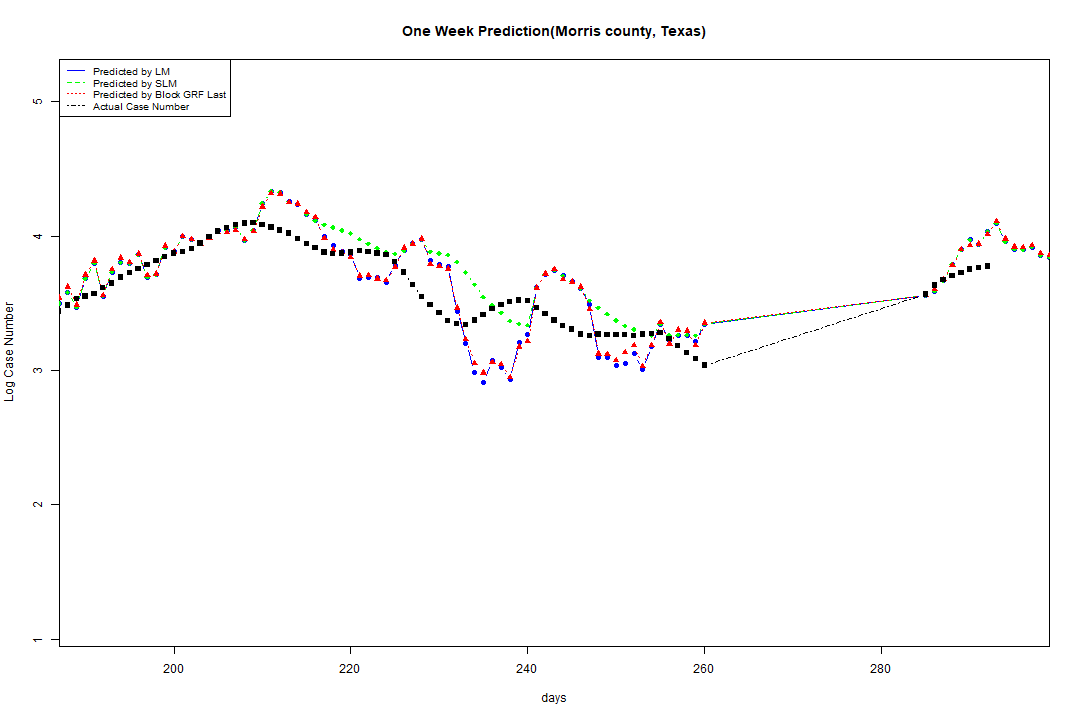 One Week Prediction(Morris county, Texas)
Predicted by LM
Predicted by SLM
Predicted by Block GRF Last
Actual Case Number
5
4
3
2
1
Log Case Number
200
220
240
260
280
days